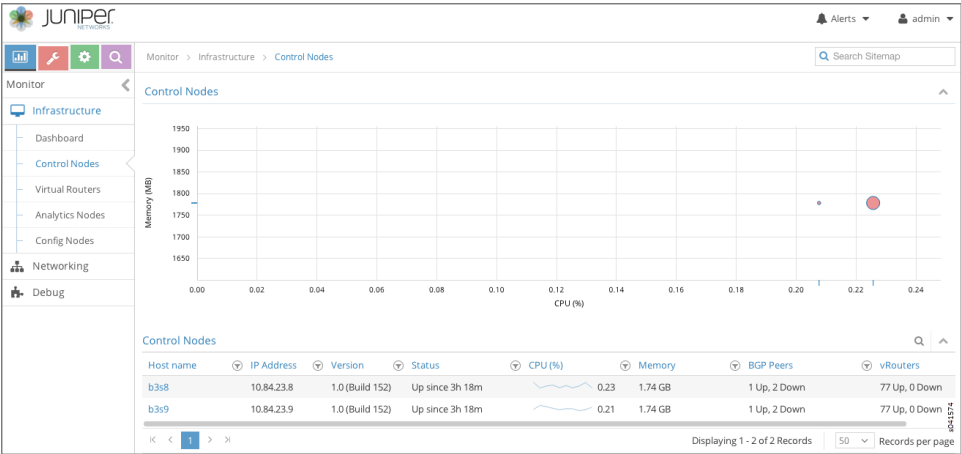 JUNIPER
NETWORKS
Alerts
admin
Monitor > Infrastructure > Control Nodes
Search Sitemap
Monitor
Infrastructure
Dashboard
Control Nodes
Virtual Routers
Analytics Nodes
Config Nodes
Networking
Debug
Control Nodes
Memory (MB)
1950
1900
1850
1800
1750
1700
1650
0.00 0.02 0.04 0.06 0.08 0.10 0.12 0.14 0.16 0.18 0.20 0.22 0.24
CPU (%)
Control Nodes
Host name IP Address Version Status CPU (%) Memory BGP Peers vRouters
b3s8 10.84.23.8 1.0 (Build 152) Up since 3h 18m 0.23 1.74 GB 1 Up, 2 Down 77 Up, 0 Down
b3s9 10.84.23.9 1.0 (Build 152) Up since 3h 18m 0.21 1.74 GB 1 Up, 2 Down 77 Up, 0 Down
1
Displaying 1 - 2 of 2 Records 50 Records per page
s041574